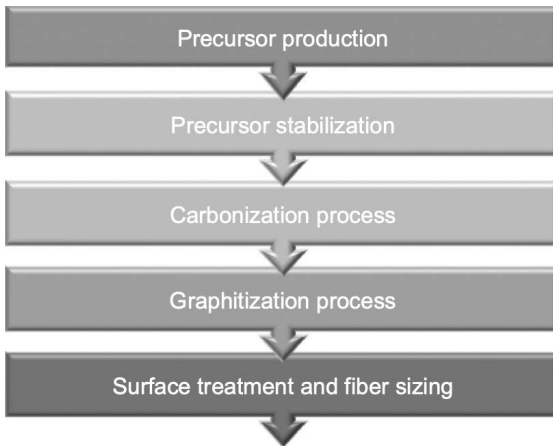 Precursor production
Precursor stabilization
Carbonization process
Graphitization process
Surface treatment and fiber sizing